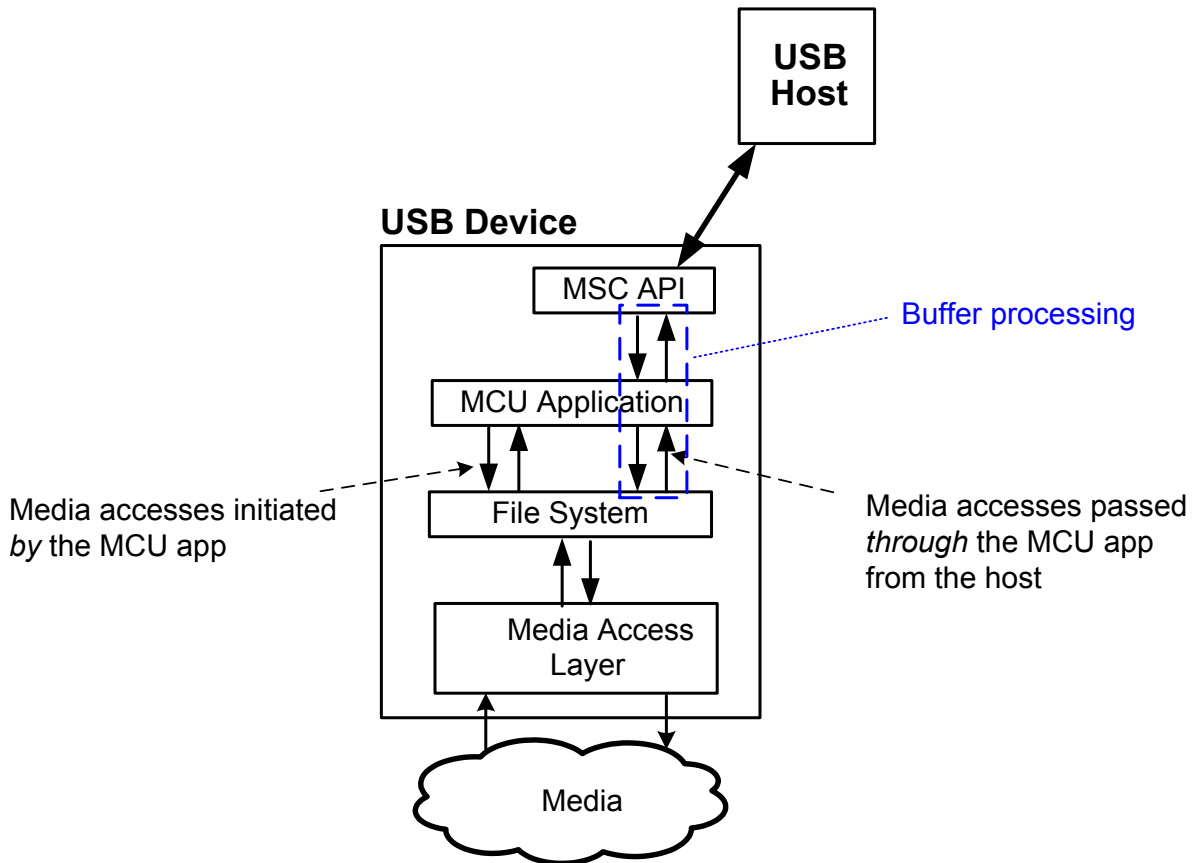 USB
Host
USB Device
MSC API
Buffer processing
MCU Application
Media accesses initiated
by the MCU app
File System
Media accesses passed
through the MCU app
from the host
Media Access
Layer
Media